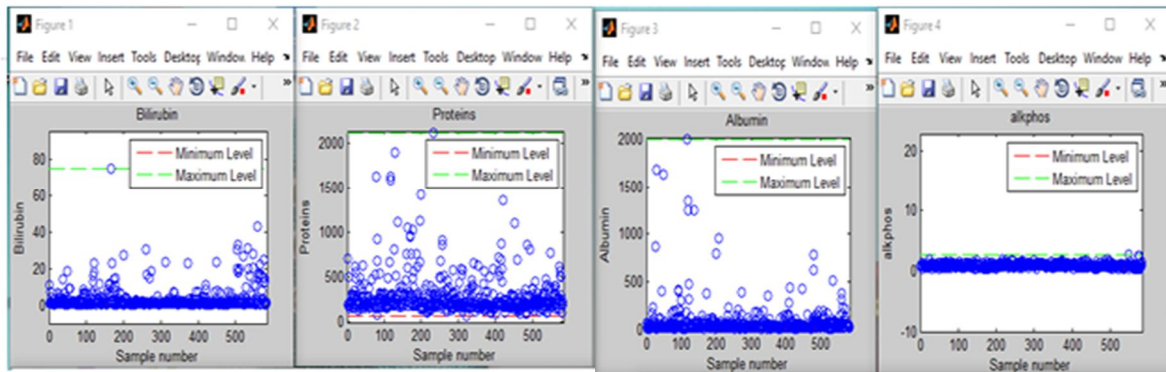 Figure 1
File Edit View Insert Tools Desktop Window Help
Bilirubin
Minimum Level
Maximum Level
80
60
40
20
0
Bilirubin
0 100 200 300 400 500
Sample number
Figure 2
File Edit View Insert Tools Desktop Window Help
Proteins
Minimum Level
Maximum Level
2000
1500
1000
500
0
Proteins
0 100 200 300 400 500
Sample number
Figure 3
File Edit View Insert Tools Desktop Window Help
Albumin
Minimum Level
Maximum Level
2000
1500
1000
500
0
Albumin
0 100 200 300 400 500
Sample number
Figure 4
File Edit View Insert Tools Desktop Window Help
alkphos
Minimum Level
Maximum Level
20
10
0
-10
alkphos
0 100 200 300 400 500
Sample number